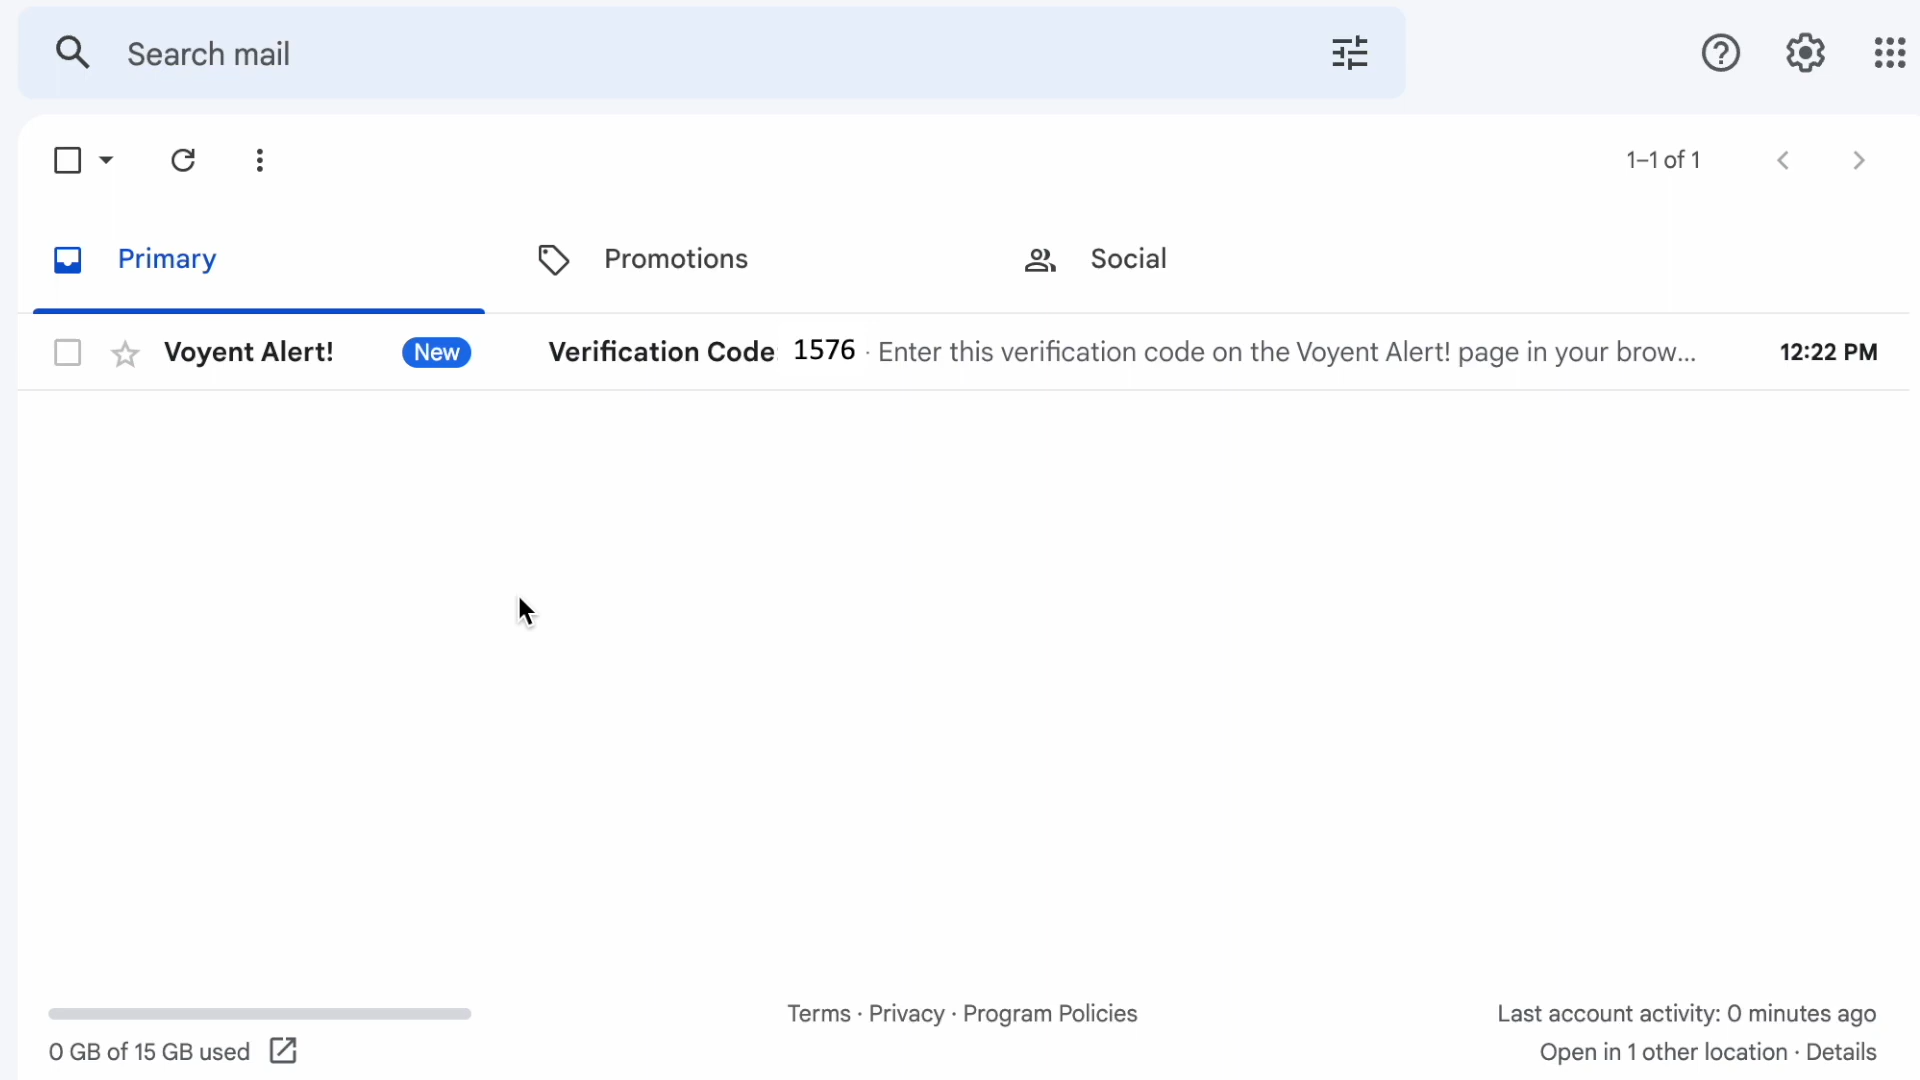 Search mail
1–1 of 1
Primary
Promotions
Social
Voyent Alert! New Verification Code 1576 · Enter this verification code on the Voyent Alert! page in your brow... 12:22 PM
Terms · Privacy · Program Policies
Last account activity: 0 minutes ago
0 GB of 15 GB used
Open in 1 other location · Details